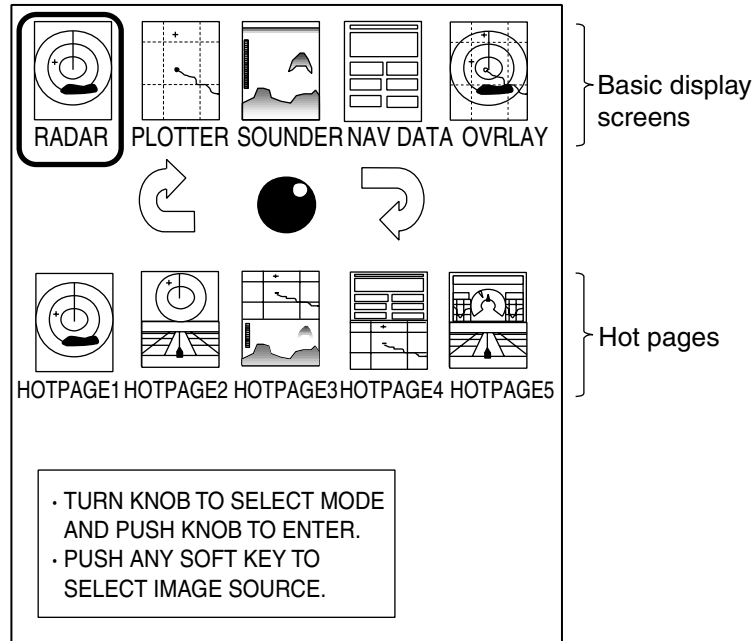 RADAR PLOTTER SOUNDER NAV DATA OVRLAY
Basic display
screens
HOTPAGE1 HOTPAGE2 HOTPAGE3 HOTPAGE4 HOTPAGE5
Hot pages
· TURN KNOB TO SELECT MODE
AND PUSH KNOB TO ENTER.
· PUSH ANY SOFT KEY TO
SELECT IMAGE SOURCE.